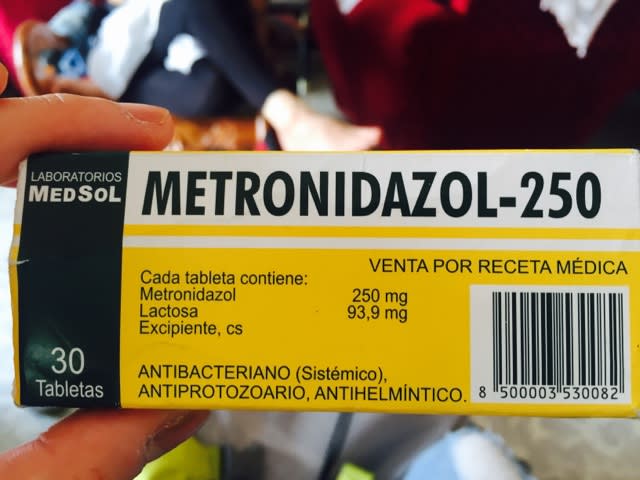 LABORATORIOS
MEDSOL
METRONIDAZOL-250
VENTA POR RECETA MÉDICA
Cada tableta contiene:
Metronidazol 250 mg
Lactosa 93,9 mg
Excipiente, cs
30
Tabletas
ANTIBACTERIANO (Sistémico),
ANTIPROTOZOARIO, ANTIHELMÍNTICO.
8 500003 530082